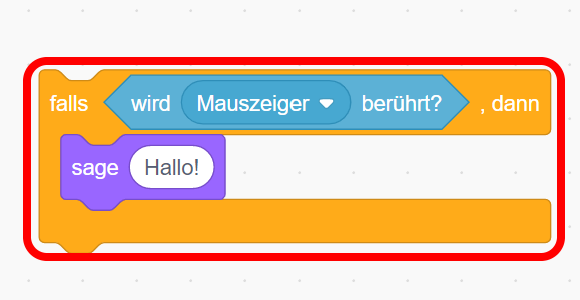 falls wird Mauszeiger berührt? , dann
sage Hallo!